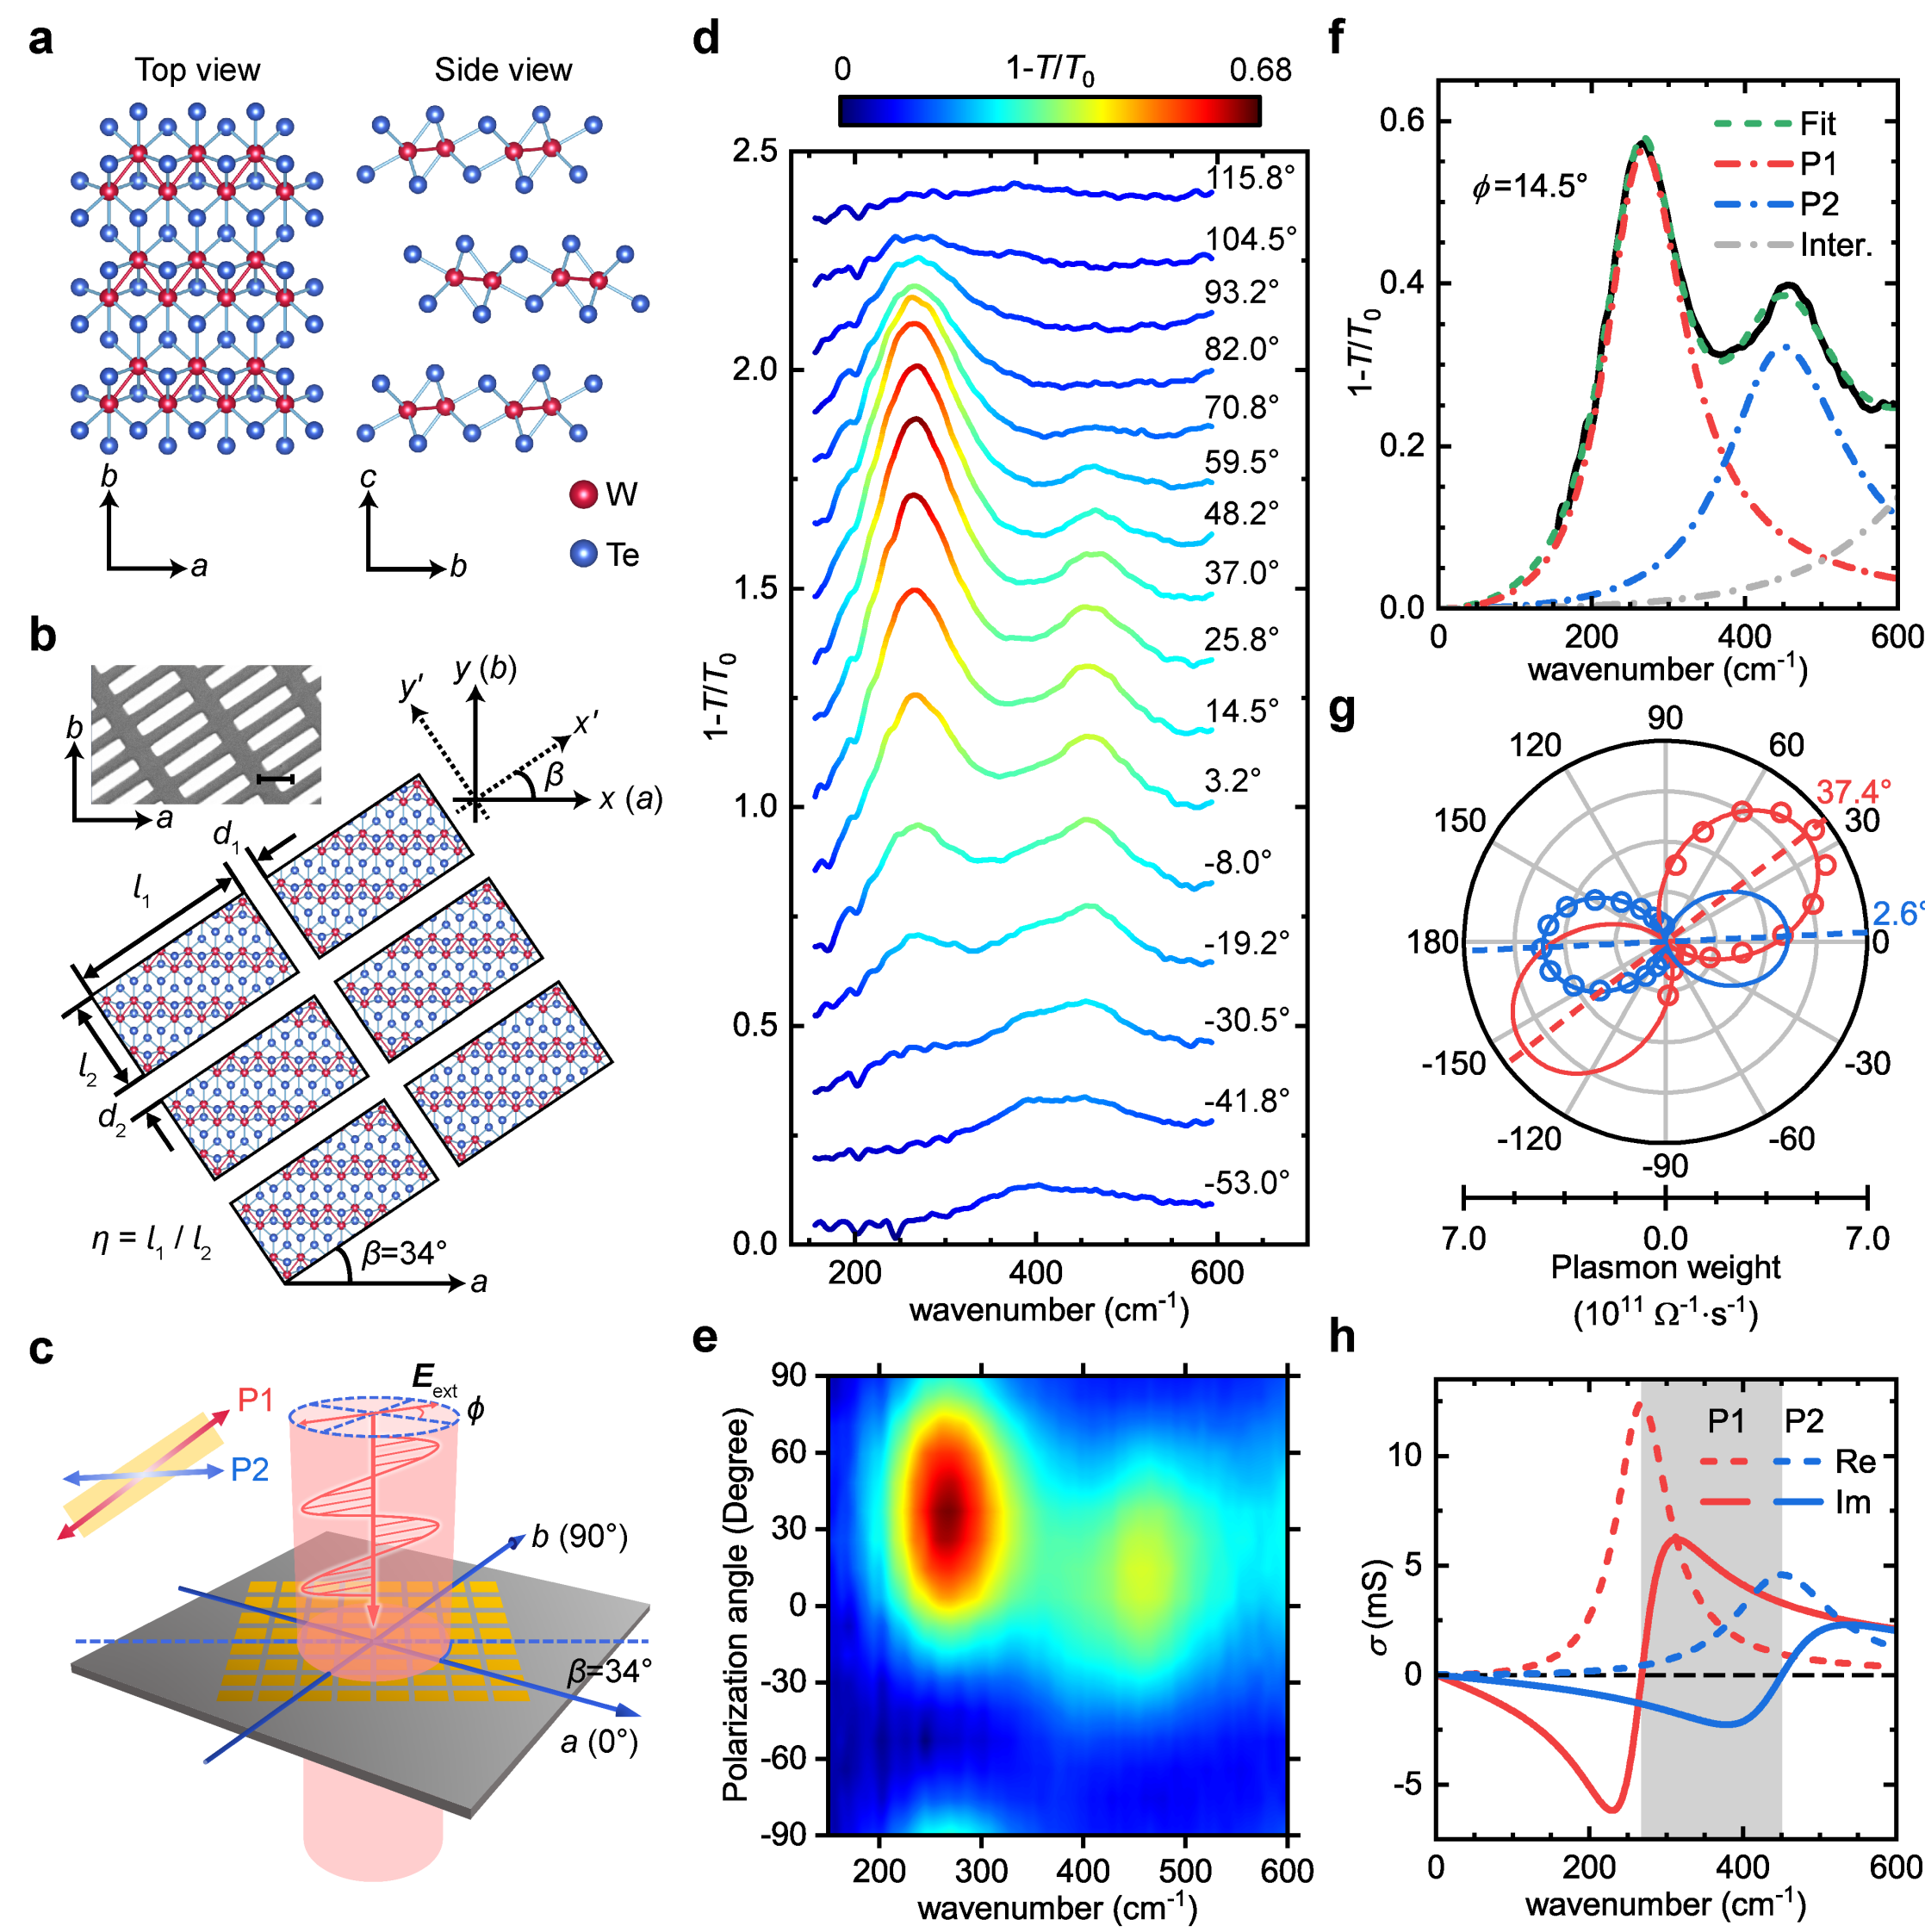 a
Top view
Side view
b
a
c
b
W
Te
b
b
a
y (b)
y′
x′
β
x (a)
d1
l1
l2
d2
η = l1 / l2
β=34°
a
c
P1
P2
Eext
ϕ
b (90°)
β=34°
a (0°)
d
0
1-T/T0
0.68
2.5
2.0
1.5
1.0
0.5
0.0
1-T/T0
115.8°
104.5°
93.2°
82.0°
70.8°
59.5°
48.2°
37.0°
25.8°
14.5°
3.2°
-8.0°
-19.2°
-30.5°
-41.8°
-53.0°
200
400
600
wavenumber (cm-1)
e
90
60
30
0
-30
-60
-90
Polarization angle (Degree)
200
300
400
500
600
wavenumber (cm-1)
f
0.6
0.4
0.2
0.0
1-T/T0
ϕ=14.5°
Fit
P1
P2
Inter.
0
200
400
600
wavenumber (cm-1)
g
90
120
60
37.4°
150
30
2.6°
180
0
-150
-30
-120
-60
-90
7.0
0.0
7.0
Plasmon weight
(1011 Ω-1·s-1)
h
10
5
0
-5
σ (mS)
P1
P2
Re
Im
0
200
400
600
wavenumber (cm-1)